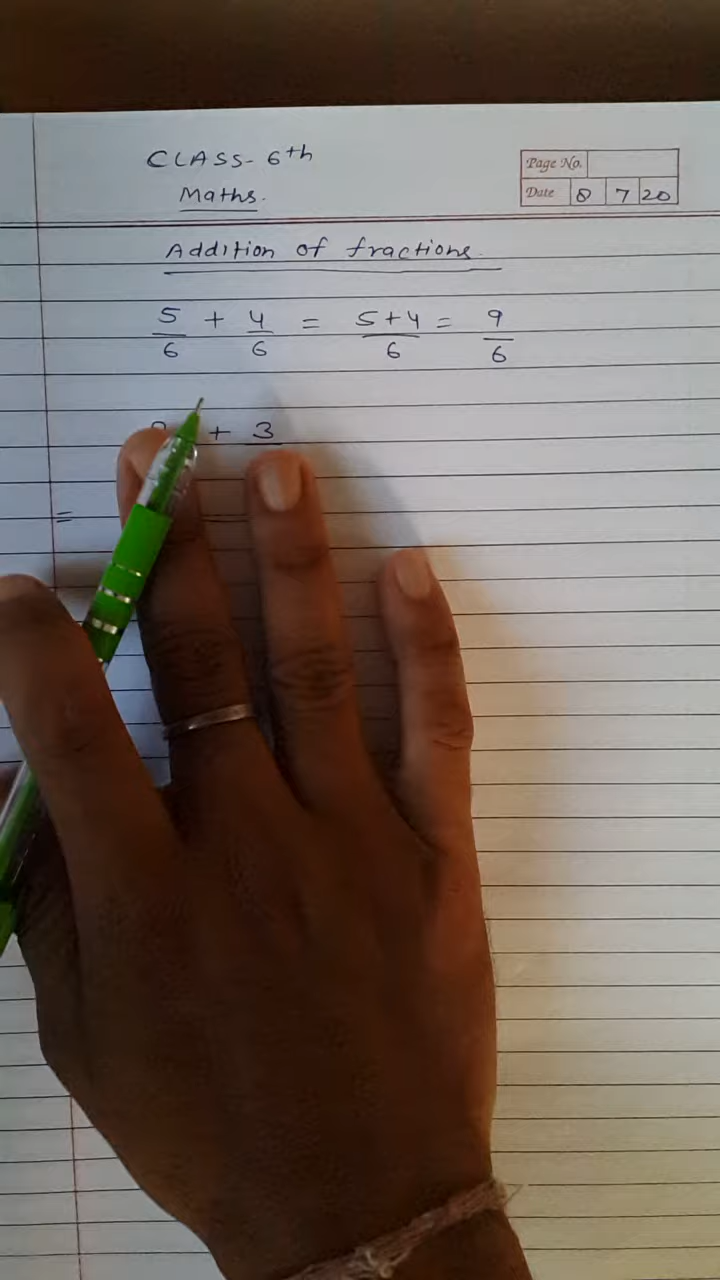 CLASS- 6th
Maths.
Page No.
Date 8 7 20
Addition of fractions.
5/6 + 4/6 = 5+4/6 = 9/6
+ 3
=